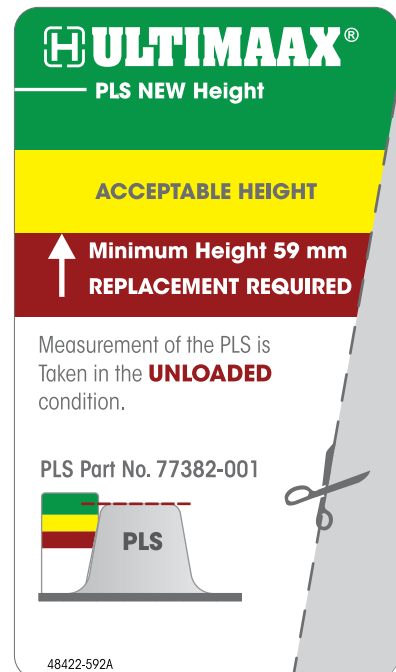 H ULTIMAAX®
PLS NEW Height
ACCEPTABLE HEIGHT
Minimum Height 59 mm
REPLACEMENT REQUIRED
Measurement of the PLS is
Taken in the UNLOADED
condition.
PLS Part No. 77382-001
PLS
48422-592A